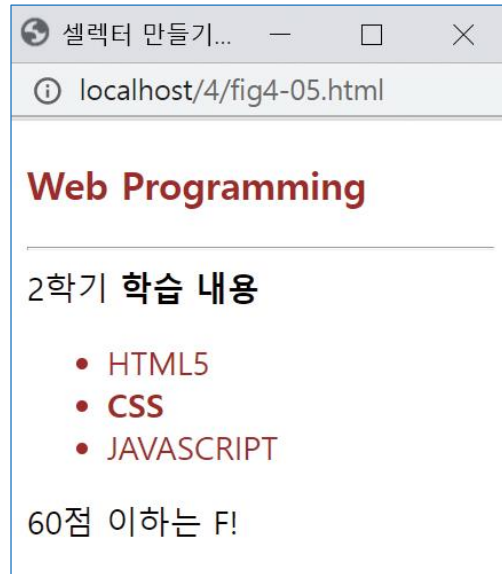 셀렉터 만들기...
localhost/4/fig4-05.html
Web Programming
2학기 학습 내용
• HTML5
• CSS
• JAVASCRIPT
60점 이하는 F!